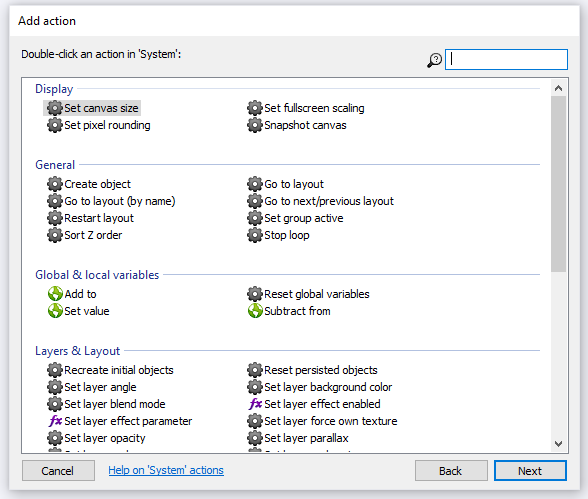 Add action
Double-click an action in 'System':
Display
Set canvas size Set fullscreen scaling
Set pixel rounding Snapshot canvas
General
Create object Go to layout
Go to layout (by name) Go to next/previous layout
Restart layout Set group active
Sort Z order Stop loop
Global & local variables
Add to Reset global variables
Set value Subtract from
Layers & Layout
Recreate initial objects Reset persisted objects
Set layer angle Set layer background color
Set layer blend mode fx Set layer effect enabled
fx Set layer effect parameter Set layer force own texture
Set layer opacity Set layer parallax
Cancel Help on 'System' actions Back Next